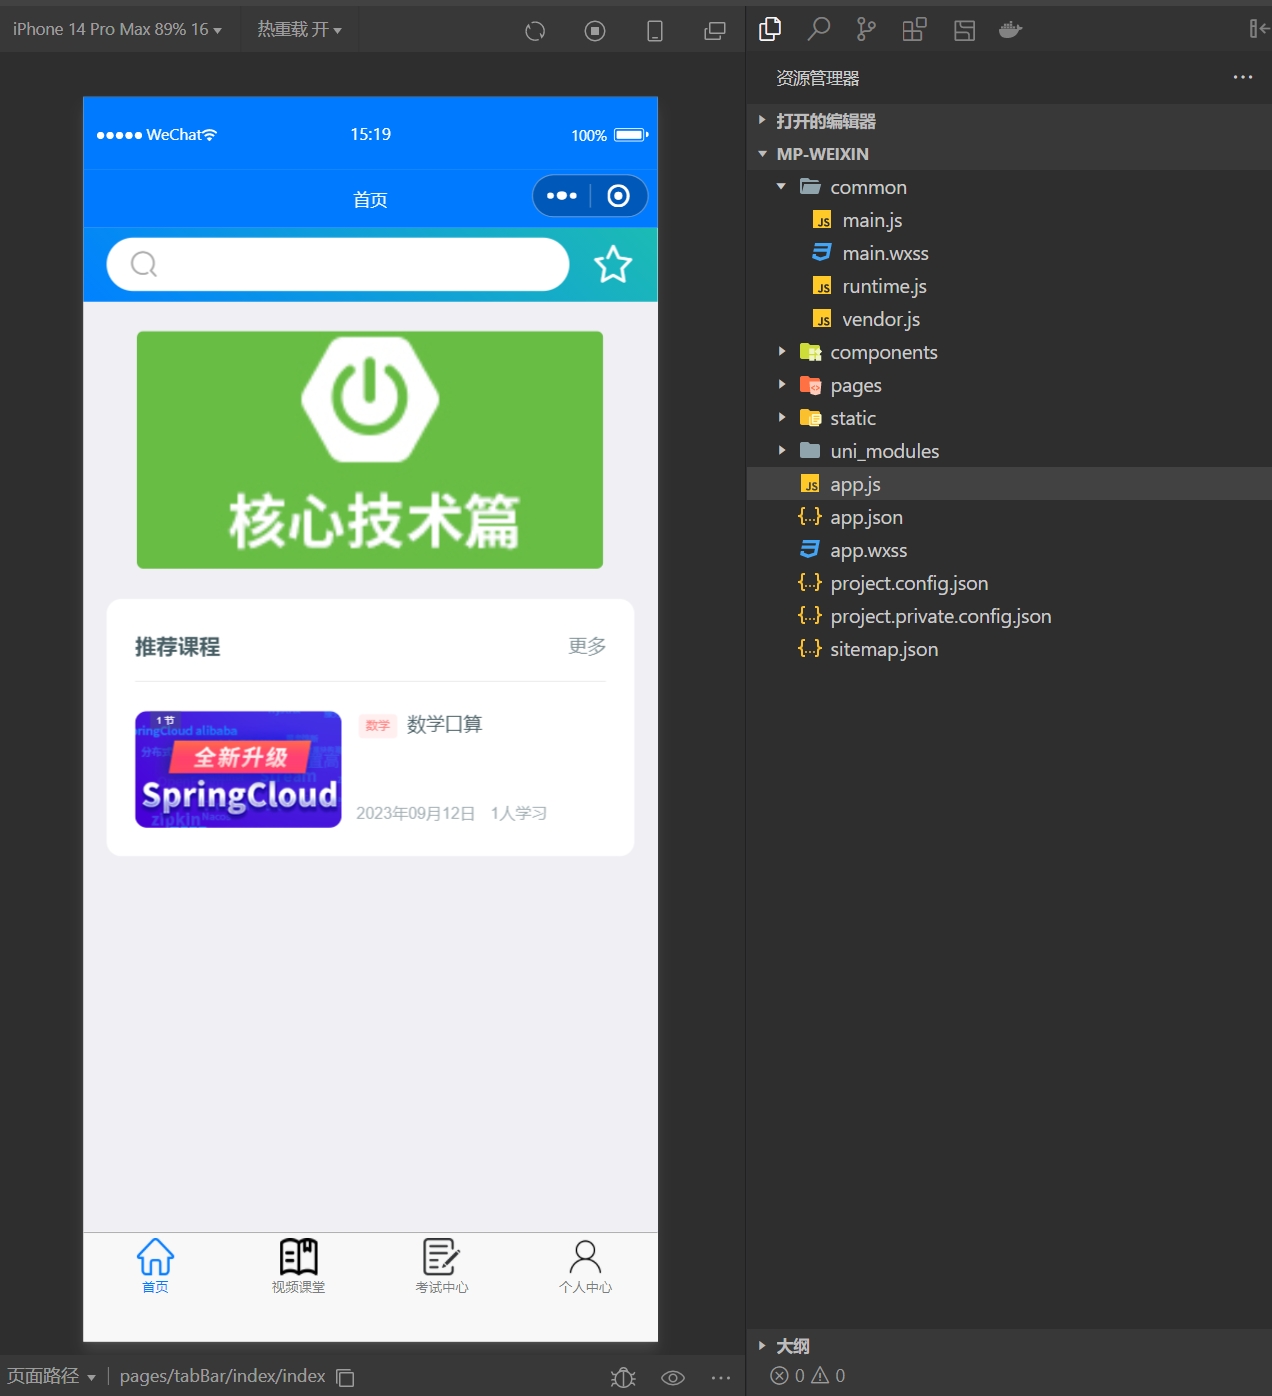 iPhone 14 Pro Max 89% 16
热重载 开
WeChat
15:19
100%
首页
核心技术篇
推荐课程
更多
1 节
ringCloud alibaba
全新升级
SpringCloud
zipkin
Nacos
数学
数学口算
2023年09月12日
1人学习
首页
视频课堂
考试中心
个人中心
页面路径
pages/tabBar/index/index
资源管理器
打开的编辑器
MP-WEIXIN
common
JS main.js
main.wxss
JS runtime.js
JS vendor.js
components
pages
static
uni_modules
JS app.js
{..} app.json
app.wxss
{..} project.config.json
{..} project.private.config.json
{..} sitemap.json
大纲
0
0